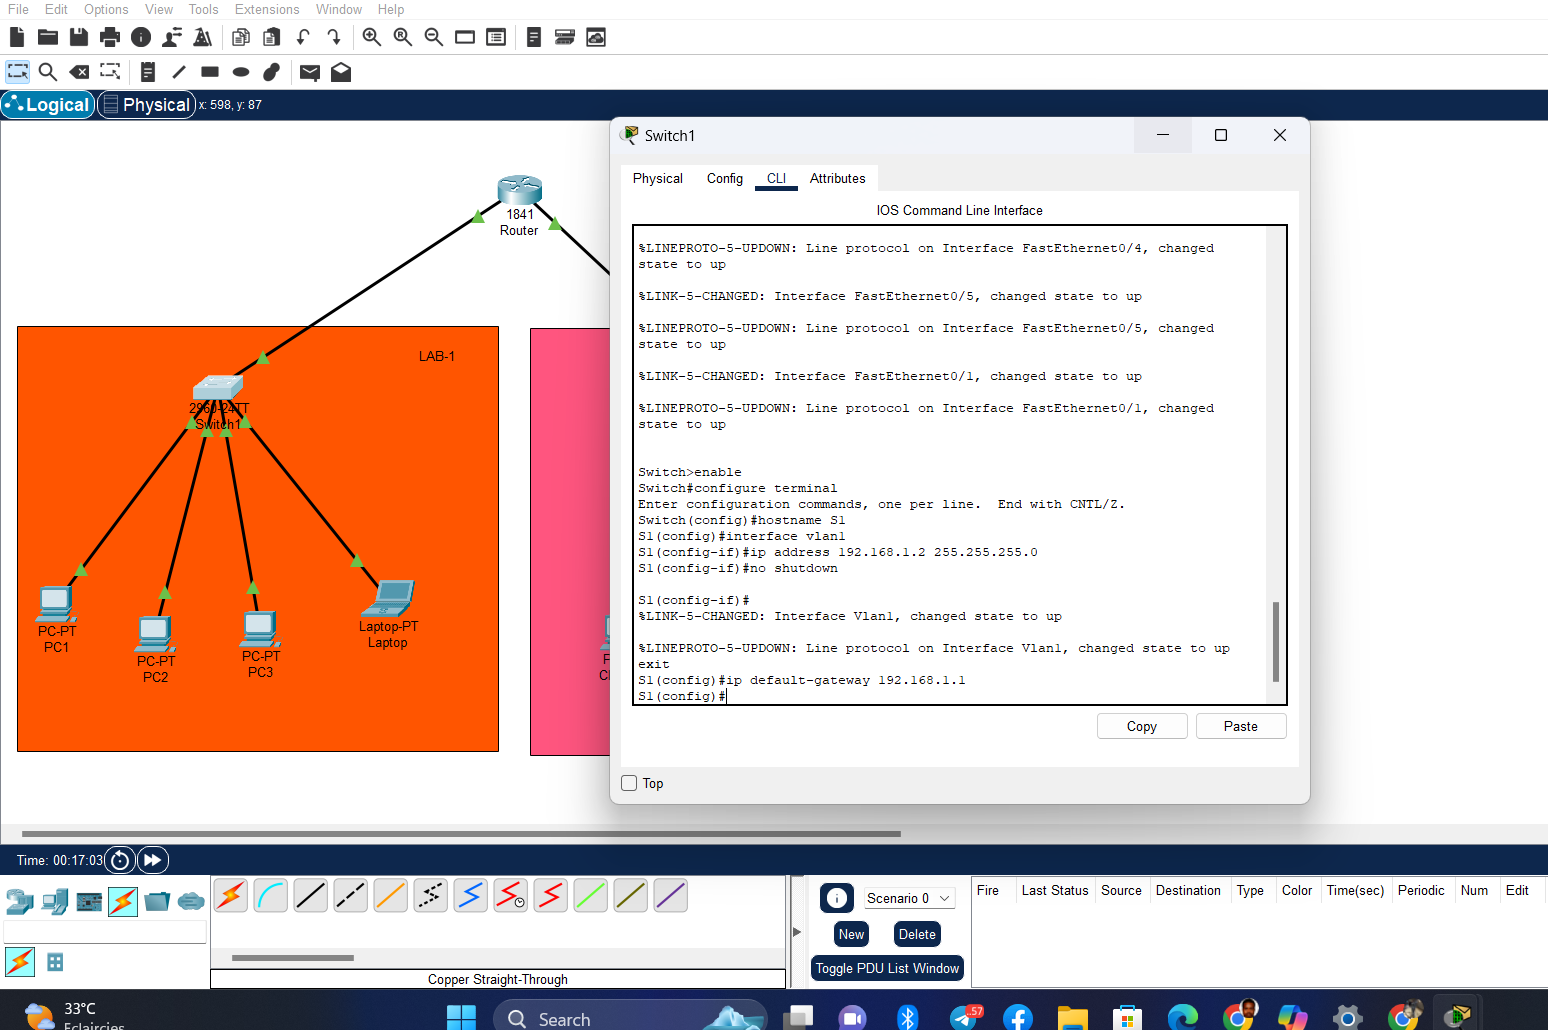 File Edit Options View Tools Extensions Window Help
Logical Physical x: 598, y: 87
Switch1
Physical Config CLI Attributes
IOS Command Line Interface
%LINEPROTO-5-UPDOWN: Line protocol on Interface FastEthernet0/4, changed
state to up
%LINK-5-CHANGED: Interface FastEthernet0/5, changed state to up
%LINEPROTO-5-UPDOWN: Line protocol on Interface FastEthernet0/5, changed
state to up
%LINK-5-CHANGED: Interface FastEthernet0/1, changed state to up
%LINEPROTO-5-UPDOWN: Line protocol on Interface FastEthernet0/1, changed
state to up
Switch>enable
Switch#configure terminal
Enter configuration commands, one per line.  End with CNTL/Z.
Switch(config)#hostname S1
S1(config)#interface vlan1
S1(config-if)#ip address 192.168.1.2 255.255.255.0
S1(config-if)#no shutdown
S1(config-if)#
%LINK-5-CHANGED: Interface Vlan1, changed state to up
%LINEPROTO-5-UPDOWN: Line protocol on Interface Vlan1, changed state to up
exit
S1(config)#ip default-gateway 192.168.1.1
S1(config)#
Copy Paste
Top
1841
Router
LAB-1
2960-24TT
Switch1
PC-PT
PC1
PC-PT
PC2
PC-PT
PC3
Laptop-PT
Laptop
Time: 00:17:03
Copper Straight-Through
Scenario 0
New Delete
Toggle PDU List Window
Fire Last Status Source Destination Type Color Time(sec) Periodic Num Edit
33°C
Eclaircies
Search
..57